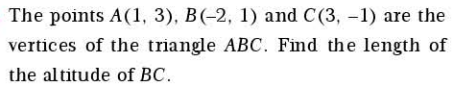 The points A(1, 3), B(–2, 1) and C(3, –1) are the
vertices of the triangle ABC. Find the length of
the altitude of BC.